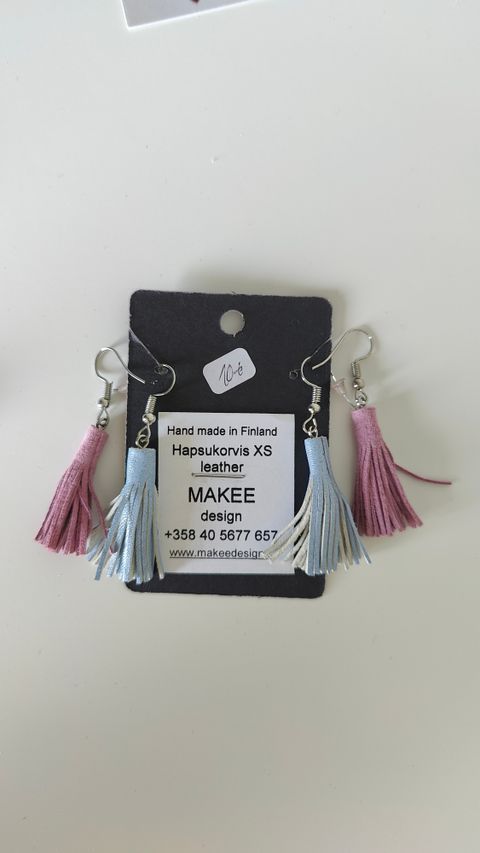 10€
Hand made in Finland
Hapsukorvis XS
leather
MAKEE
design
+358 40 5677 657
www.makeedesign